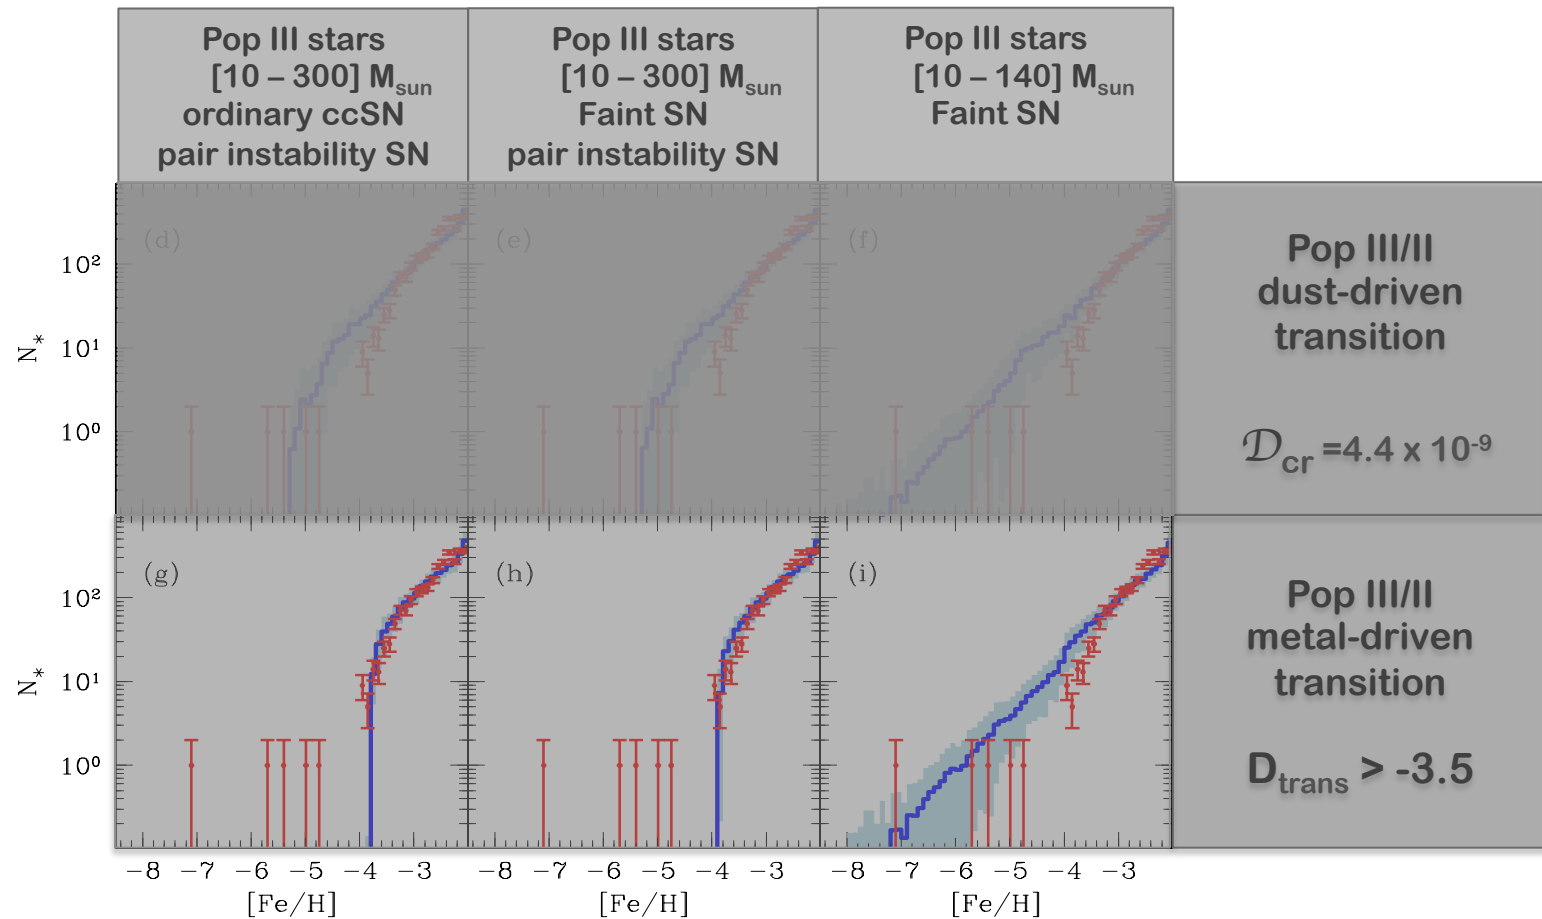 Pop III stars
[10 – 300] Msun
ordinary ccSN
pair instability SN
Pop III stars
[10 – 300] Msun
Faint SN
pair instability SN
Pop III stars
[10 – 140] Msun
Faint SN
(d)
(e)
(f)
N*
10²
10¹
10⁰
Pop III/II
dust-driven
transition
𝒟cr =4.4 x 10⁻⁹
(g)
(h)
(i)
N*
10²
10¹
10⁰
Pop III/II
metal-driven
transition
Dtrans > -3.5
−8 −7 −6 −5 −4 −3
−8 −7 −6 −5 −4 −3
−8 −7 −6 −5 −4 −3
[Fe/H]
[Fe/H]
[Fe/H]